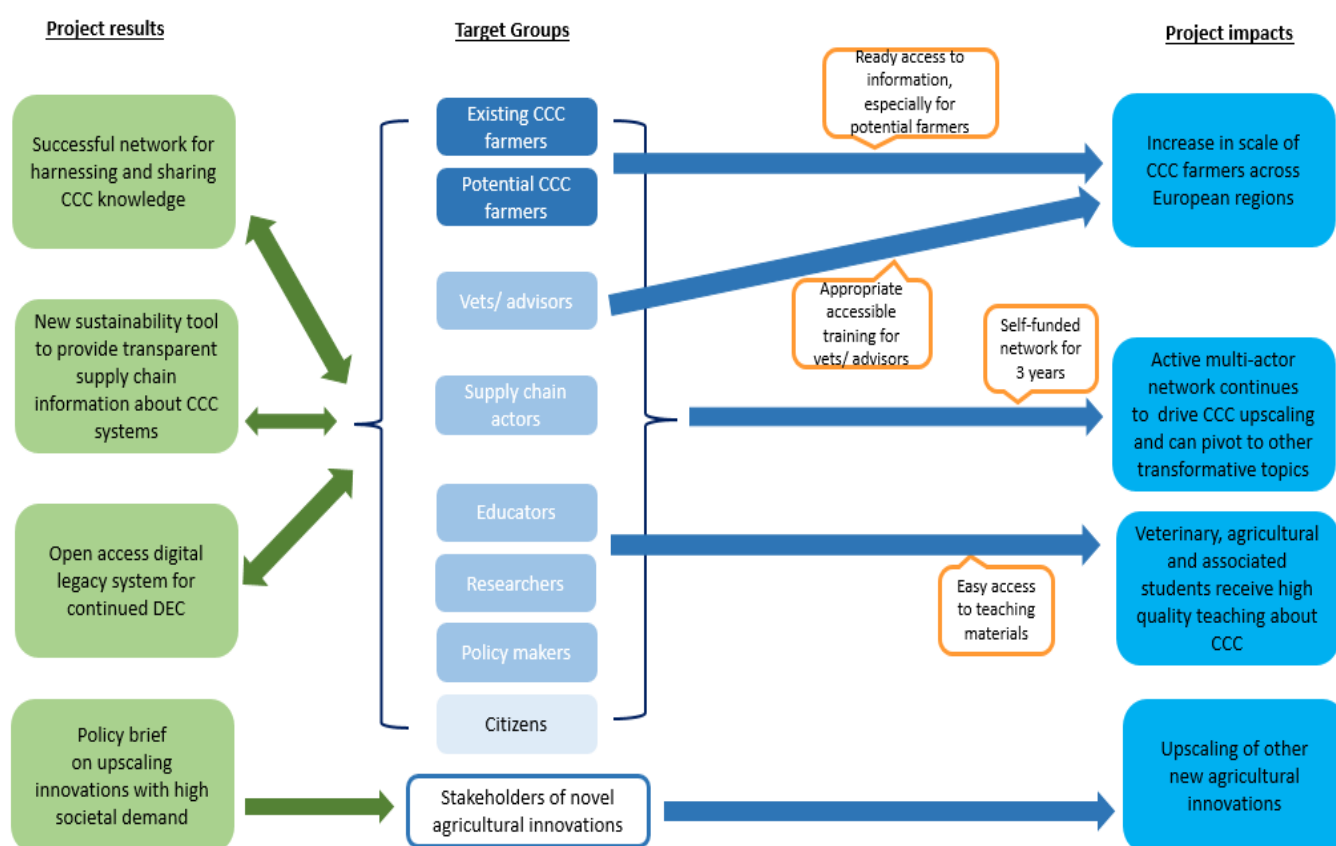 Project results
Target Groups
Project impacts
Successful network for
harnessing and sharing
CCC knowledge
New sustainability tool
to provide transparent
supply chain
information about CCC
systems
Open access digital
legacy system for
continued DEC
Policy brief
on upscaling
innovations with high
societal demand
Existing CCC
farmers
Potential CCC
farmers
Vets/ advisors
Supply chain
actors
Educators
Researchers
Policy makers
Citizens
Stakeholders of novel
agricultural innovations
Ready access to
information,
especially for
potential farmers
Appropriate
accessible
training for
vets/ advisors
Self-funded
network for
3 years
Easy access
to teaching
materials
Increase in scale of
CCC farmers across
European regions
Active multi-actor
network continues
to drive CCC upscaling
and can pivot to other
transformative topics
Veterinary, agricultural
and associated
students receive high
quality teaching about
CCC
Upscaling of other
new agricultural
innovations